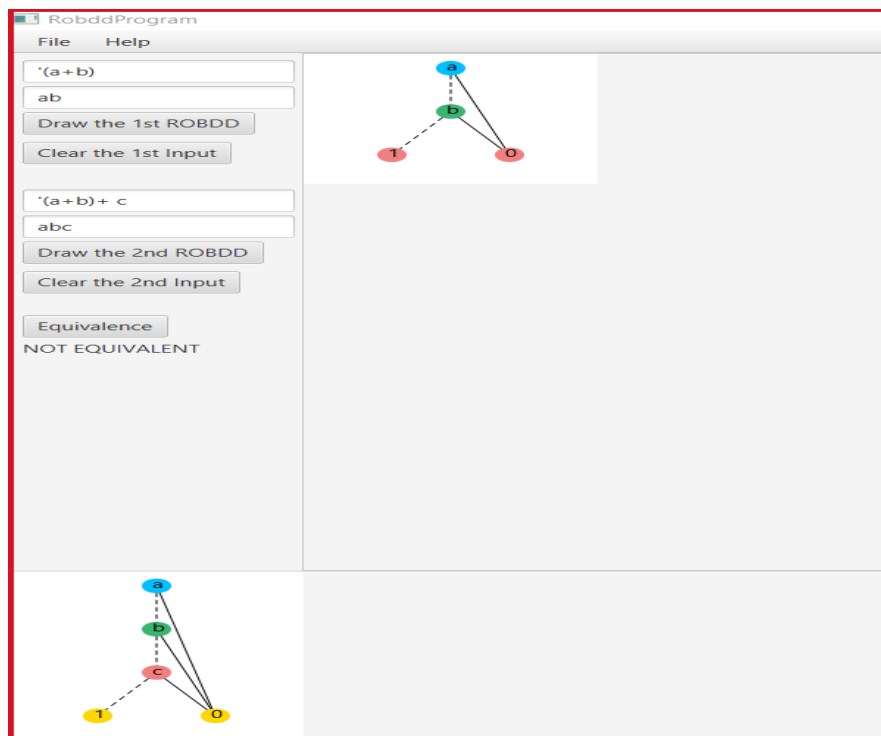 RobddProgram
File Help
'(a+b)
ab
Draw the 1st ROBDD
Clear the 1st Input
'(a+b)+ c
abc
Draw the 2nd ROBDD
Clear the 2nd Input
Equivalence
NOT EQUIVALENT
a
b
1 0
a
b
c
1 0